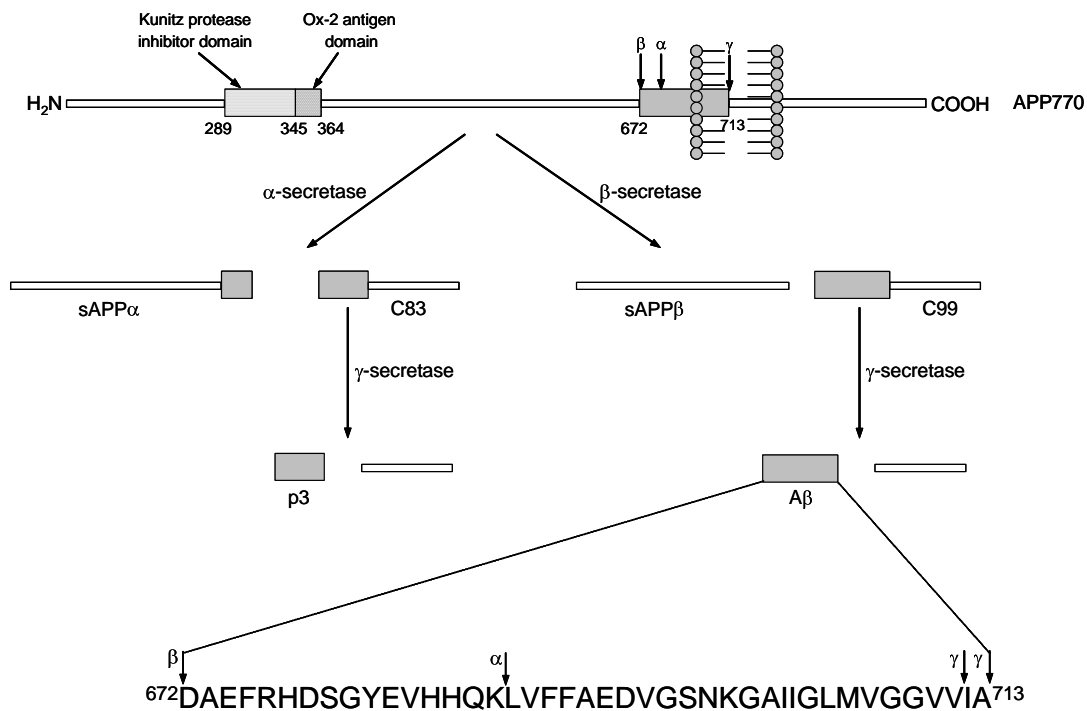 Kunitz protease
inhibitor domain
Ox-2 antigen
domain
β α γ
H2N COOH APP770
289 345 364 672 713
α-secretase β-secretase
sAPPα C83 sAPPβ C99
γ-secretase γ-secretase
p3 Aβ
β α γ γ
672DAEFRHDSGYEVHHQKLVFFAEDVGSNKGAIIGLMVGGVVIA713